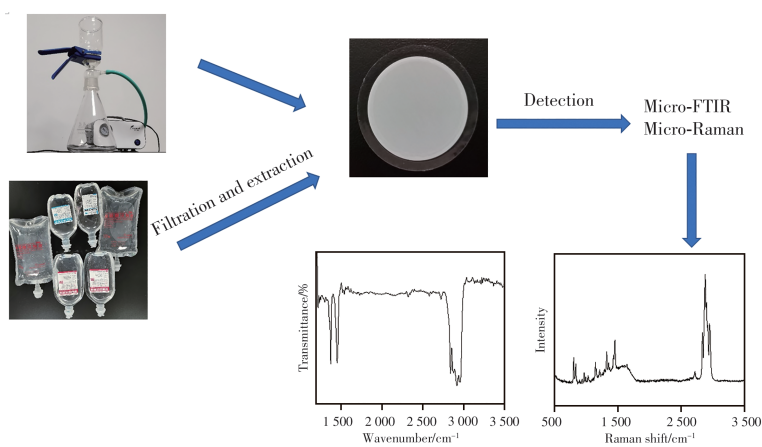 Filtration and extraction
Detection
Micro-FTIR
Micro-Raman
Transmittance/%
1 500 2 000 2 500 3 000 3 500
Wavenumber/cm⁻¹
Intensity
500 1 500 2 500 3 500
Raman shift/cm⁻¹